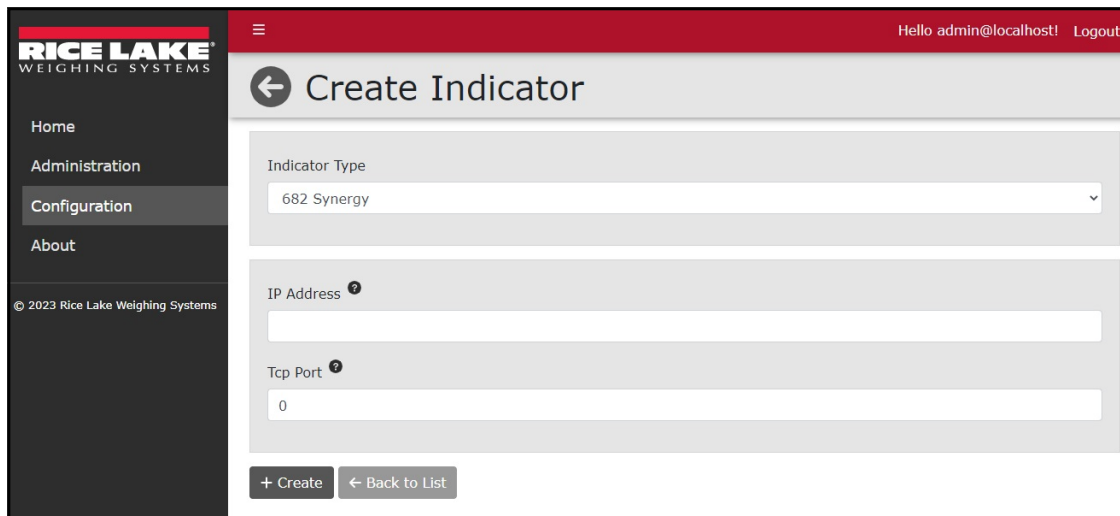 RICE LAKE®
WEIGHING SYSTEMS
Home
Administration
Configuration
About
© 2023 Rice Lake Weighing Systems
Hello admin@localhost! Logout
Create Indicator
Indicator Type
682 Synergy
IP Address
Tcp Port
0
+ Create
← Back to List